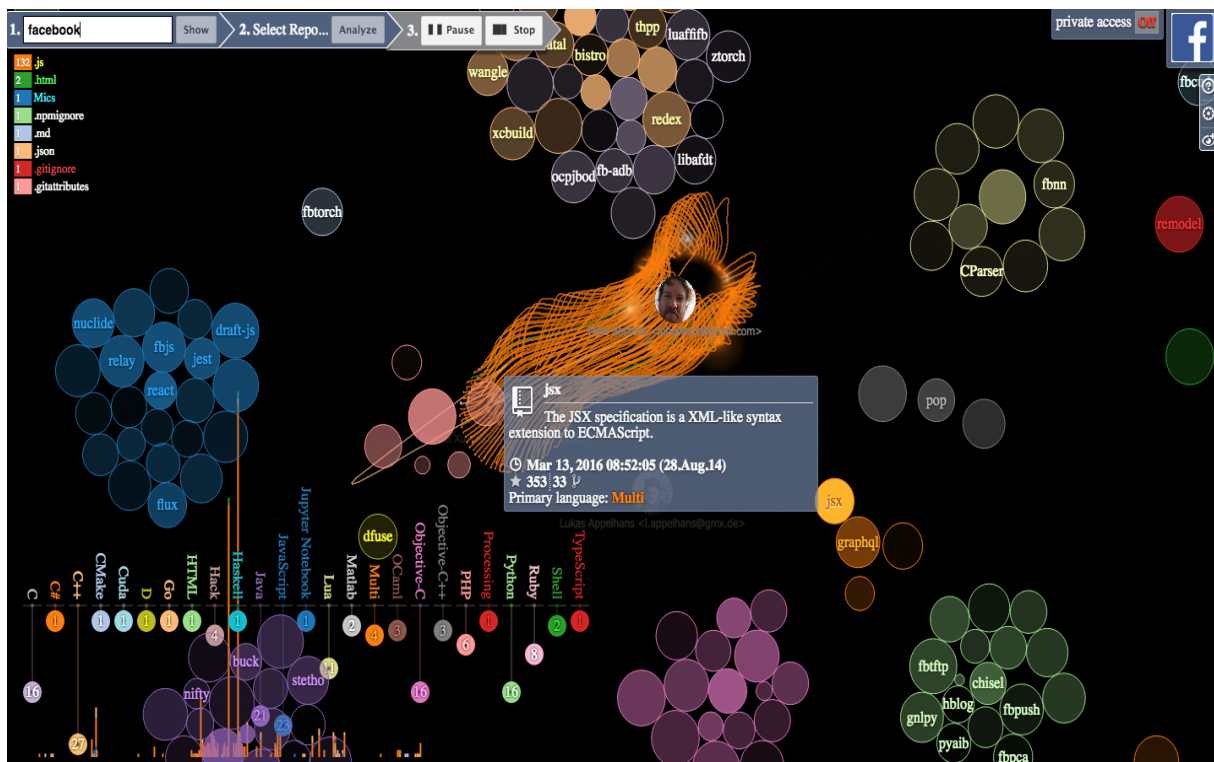 1. facebook Show 2. Select Repo... Analyze 3. Pause Stop
private access Off
132 .js
2 .html
1 Mics
1 .npmignore
1 .md
1 .json
1 .gitignore
1 .gitattributes
thpp
luaffifb
bistro
ztorch
wangle
redex
xcbuild
libafdt
ocpjbod
fb-adb
fbtorch
fbnn
CParser
remodel
nuclide
draft-js
fbjs
relay
jest
react
flux
pop
jsx
The JSX specification is a XML-like syntax
extension to ECMAScript.
Mar 13, 2016 08:52:05 (28.Aug.14)
353 33
Primary language: Multi
jsx
graphql
Lukas Appelhans <l.appelhans@gmx.de>
dfuse
C
C#
C++
CMake
Cuda
D
Go
HTML
Hack
Haskell
Java
JavaScript
Jupyter Notebook
Lua
Matlab
Multi
OCaml
Objective-C
Objective-C++
PHP
Processing
Python
Ruby
Shell
TypeScript
16 1 27 1 1 1 1 1 4 1 21 23 1 11 2 4 3 16 3 6 1 16 8 2 1
buck
stetho
nifty
fbtftp
chisel
hblog
fbpush
gnlpy
pyaib
fbpca